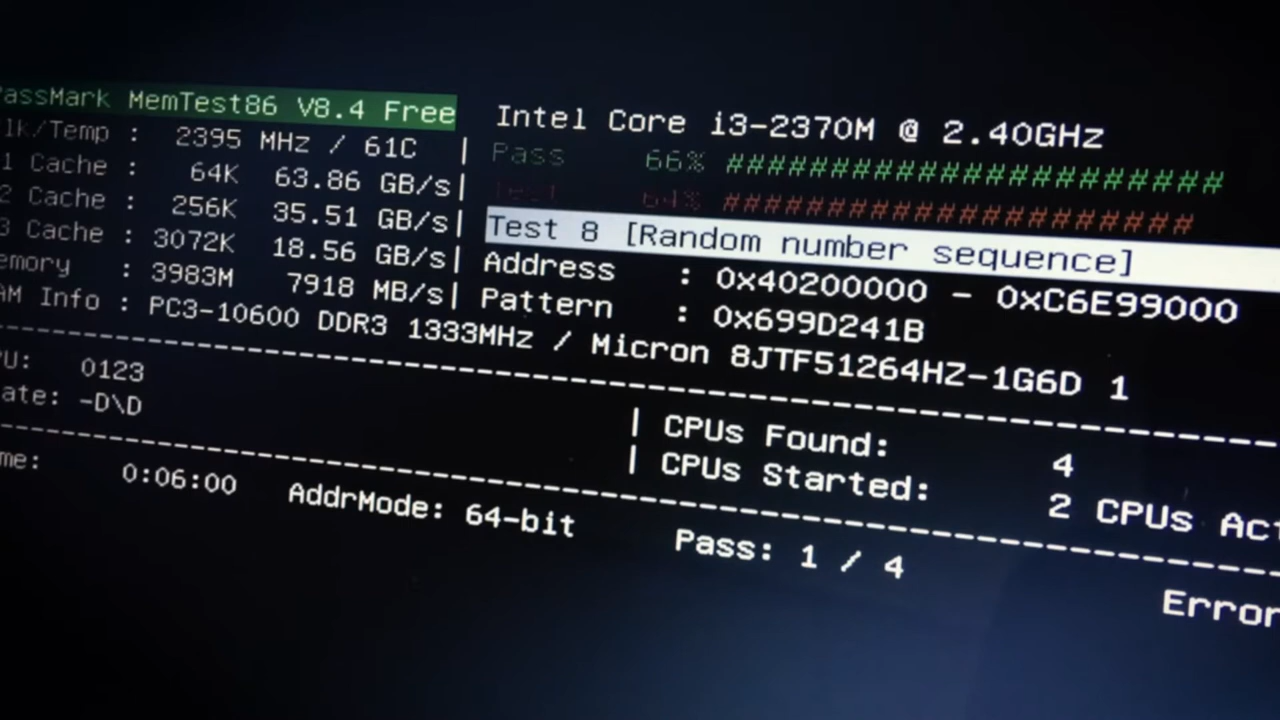 PassMark MemTest86 V8.4 Free
lk/Temp : 2395 MHz / 61C |
1 Cache : 64K 63.86 GB/s|
2 Cache : 256K 35.51 GB/s|
3 Cache : 3072K 18.56 GB/s|
emory : 3983M 7918 MB/s|
AM Info : PC3-10600 DDR3 1333MHz / Micron 8JTF51264HZ-1G6D 1
Intel Core i3-2370M @ 2.40GHz
Pass 66% ####################
Test 64% ###################
Test 8 [Random number sequence]
Address : 0x40200000 - 0xC6E99000
Pattern : 0x699D241B
PU: 0123
ate: -D\D
| CPUs Found: 4
| CPUs Started: 2 CPUs Act
me: 0:06:00 AddrMode: 64-bit Pass: 1 / 4 Error